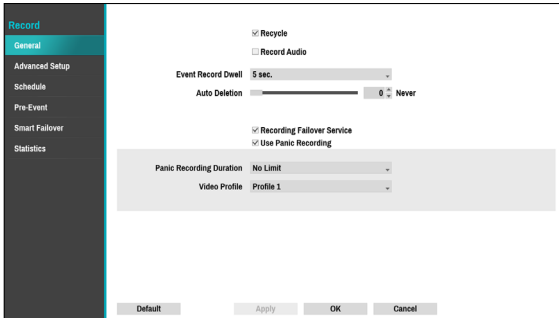 Record
General
Advanced Setup
Schedule
Pre-Event
Smart Failover
Statistics
Recycle
Record Audio
Event Record Dwell 5 sec.
Auto Deletion 0 Never
Recording Failover Service
Use Panic Recording
Panic Recording Duration No Limit
Video Profile Profile 1
Default Apply OK Cancel